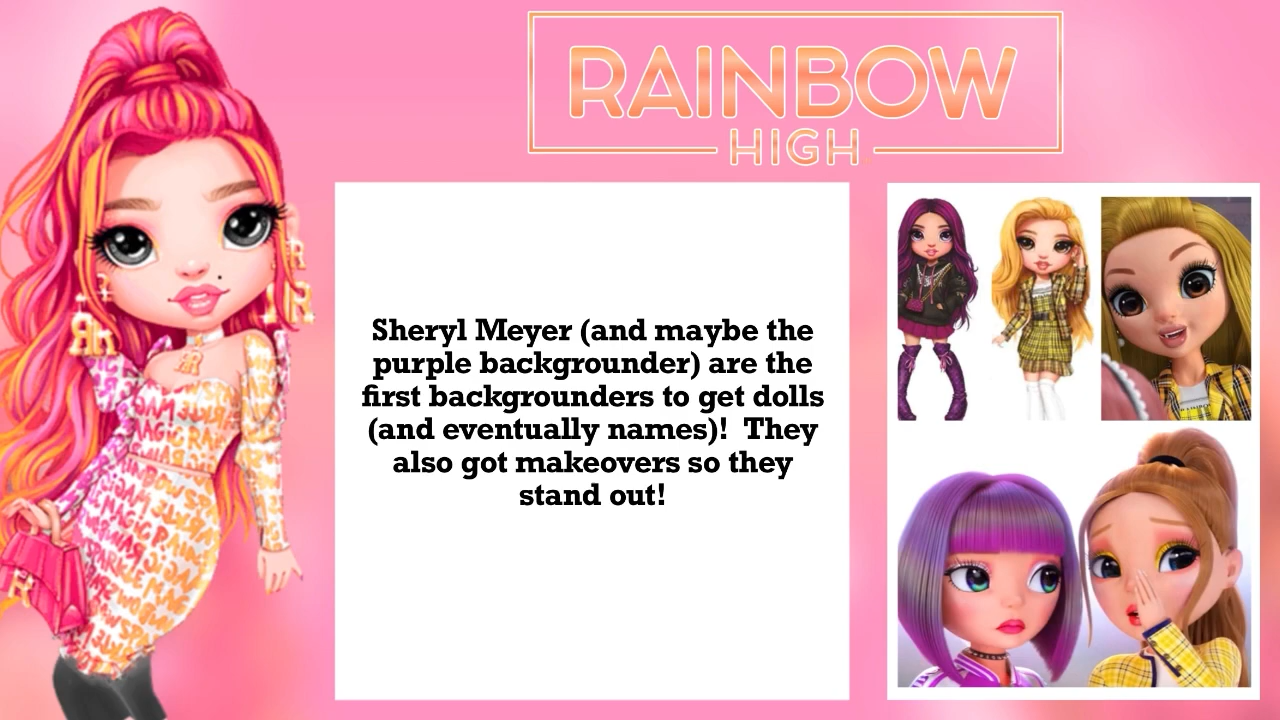 RAINBOW
HIGH
Sheryl Meyer (and maybe the
purple backgrounder) are the
first backgrounders to get dolls
(and eventually names)!  They
also got makeovers so they
stand out!